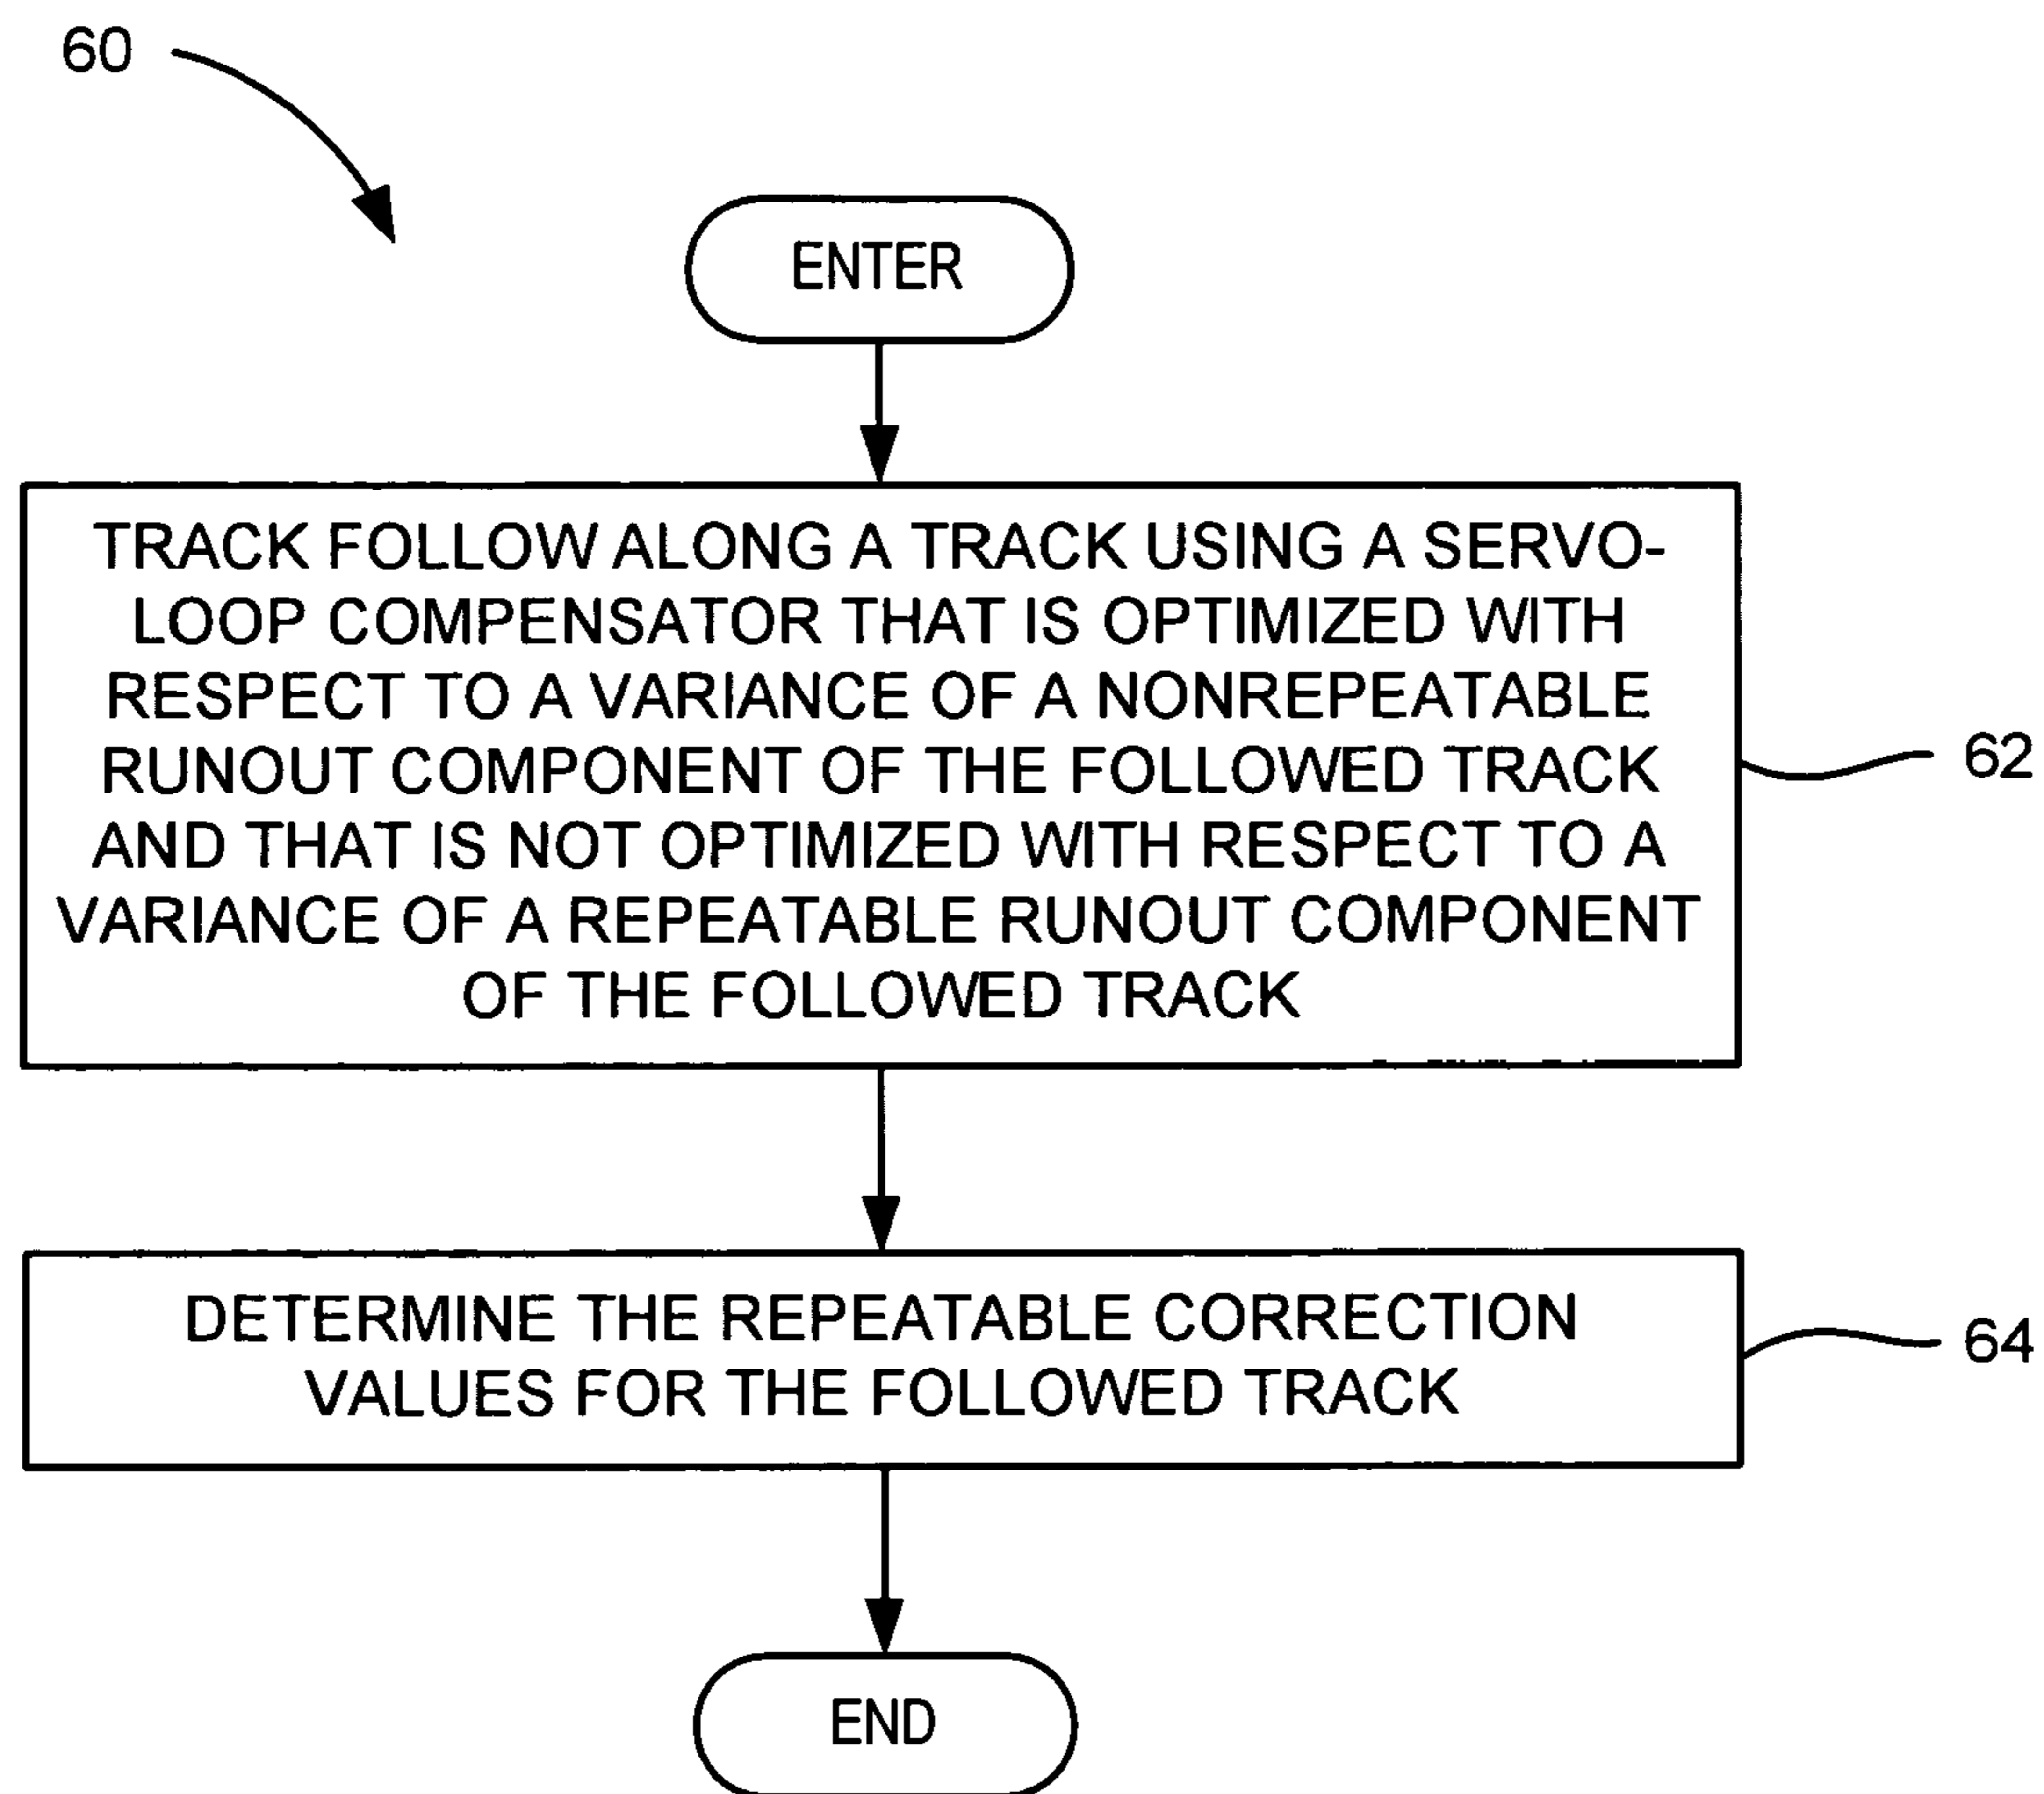 60
ENTER
TRACK FOLLOW ALONG A TRACK USING A SERVO-
LOOP COMPENSATOR THAT IS OPTIMIZED WITH
RESPECT TO A VARIANCE OF A NONREPEATABLE
RUNOUT COMPONENT OF THE FOLLOWED TRACK
AND THAT IS NOT OPTIMIZED WITH RESPECT TO A
VARIANCE OF A REPEATABLE RUNOUT COMPONENT
OF THE FOLLOWED TRACK
62
DETERMINE THE REPEATABLE CORRECTION
VALUES FOR THE FOLLOWED TRACK
64
END